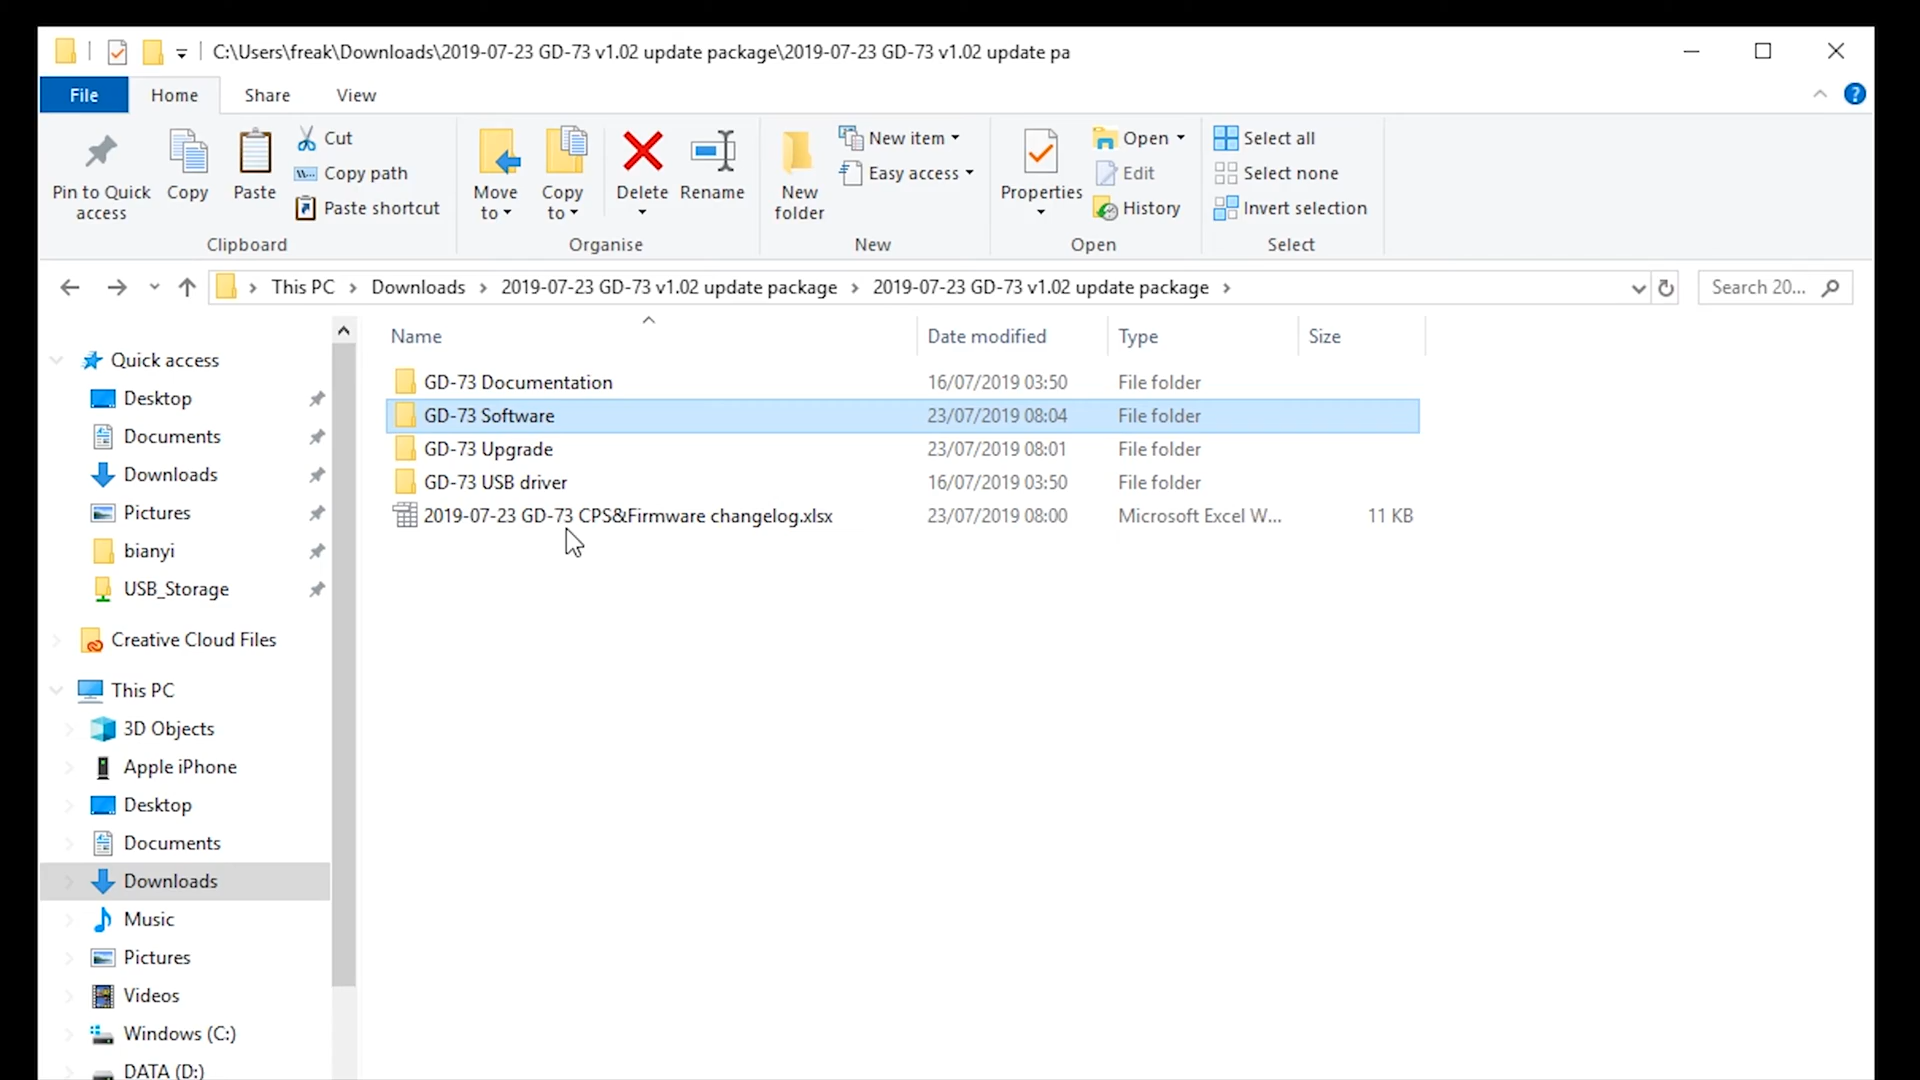 C:\Users\freak\Downloads\2019-07-23 GD-73 v1.02 update package\2019-07-23 GD-73 v1.02 update pa
File Home Share View
Pin to Quick access
Copy
Paste
Cut
Copy path
Paste shortcut
Clipboard
Move to
Copy to
Delete
Rename
Organise
New folder
New item
Easy access
New
Properties
Open
Edit
History
Open
Select all
Select none
Invert selection
Select
This PC > Downloads > 2019-07-23 GD-73 v1.02 update package > 2019-07-23 GD-73 v1.02 update package >
Search 20...
Quick access
Desktop
Documents
Downloads
Pictures
bianyi
USB_Storage
Creative Cloud Files
This PC
3D Objects
Apple iPhone
Desktop
Documents
Downloads
Music
Pictures
Videos
Windows (C:)
DATA (D:)
Name Date modified Type Size
GD-73 Documentation 16/07/2019 03:50 File folder
GD-73 Software 23/07/2019 08:04 File folder
GD-73 Upgrade 23/07/2019 08:01 File folder
GD-73 USB driver 16/07/2019 03:50 File folder
2019-07-23 GD-73 CPS&Firmware changelog.xlsx 23/07/2019 08:00 Microsoft Excel W... 11 KB